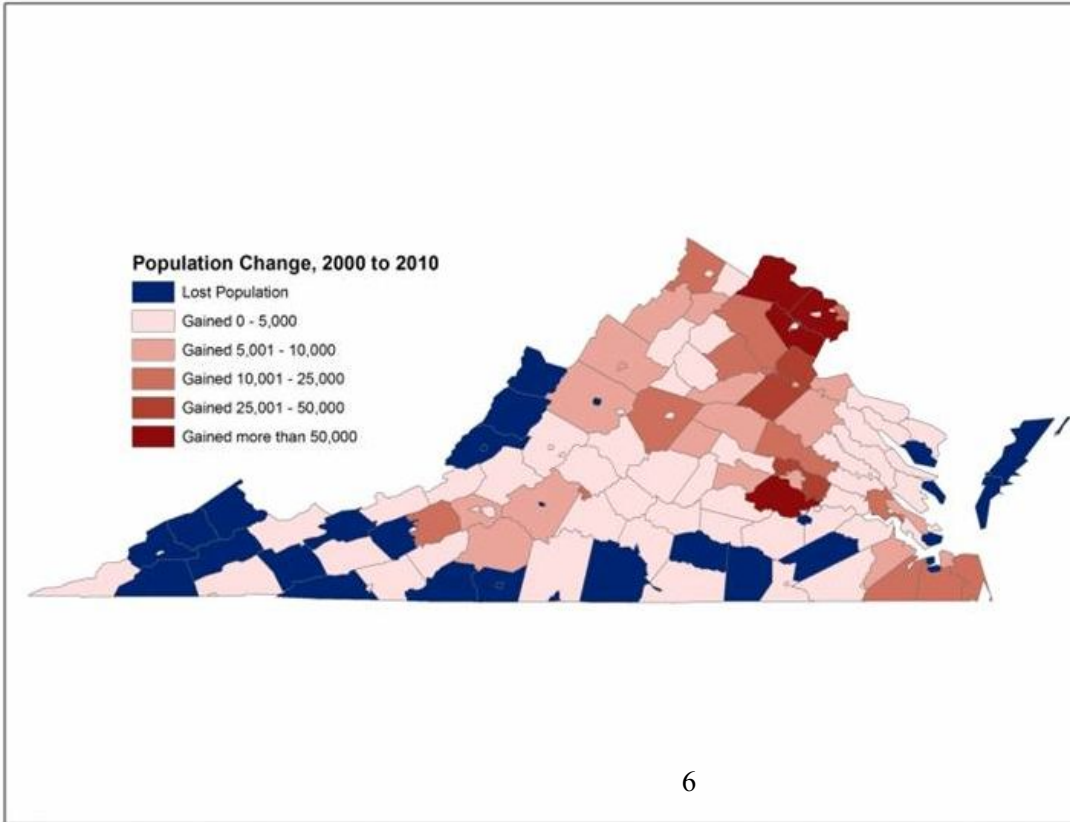 Population Change, 2000 to 2010
Lost Population
Gained 0 - 5,000
Gained 5,001 - 10,000
Gained 10,001 - 25,000
Gained 25,001 - 50,000
Gained more than 50,000
6